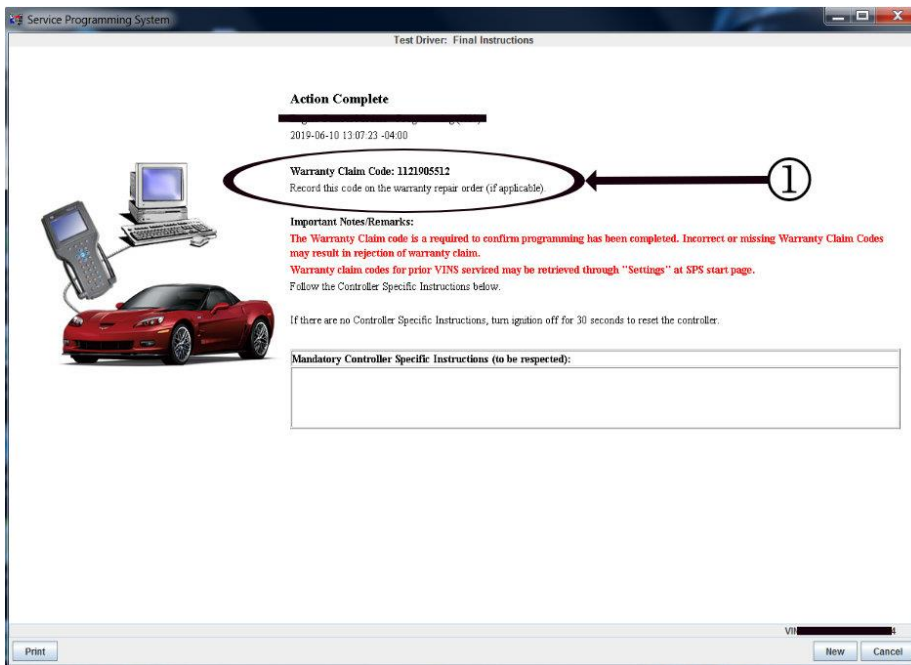 Service Programming System
Test Driver: Final Instructions
Action Complete
2019-06-10 13:07:23 -04:00
Warranty Claim Code: 1121905512
Record this code on the warranty repair order (if applicable).
1
Important Notes/Remarks:
The Warranty Claim code is a required to confirm programming has been completed. Incorrect or missing Warranty Claim Codes
may result in rejection of warranty claim.
Warranty claim codes for prior VINS serviced may be retrieved through "Settings" at SPS start page.
Follow the Controller Specific Instructions below.
If there are no Controller Specific Instructions, turn ignition off for 30 seconds to reset the controller.
Mandatory Controller Specific Instructions (to be respected):
VIN 4
Print
New Cancel